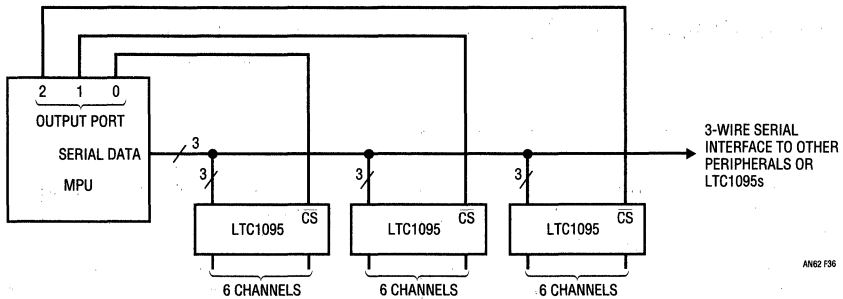 2 1 0
OUTPUT PORT
SERIAL DATA
MPU
3
3
3
3
3-WIRE SERIAL
INTERFACE TO OTHER
PERIPHERALS OR
LTC1095s
LTC1095
CS
LTC1095
CS
LTC1095
CS
6 CHANNELS
6 CHANNELS
6 CHANNELS
AN62 F36